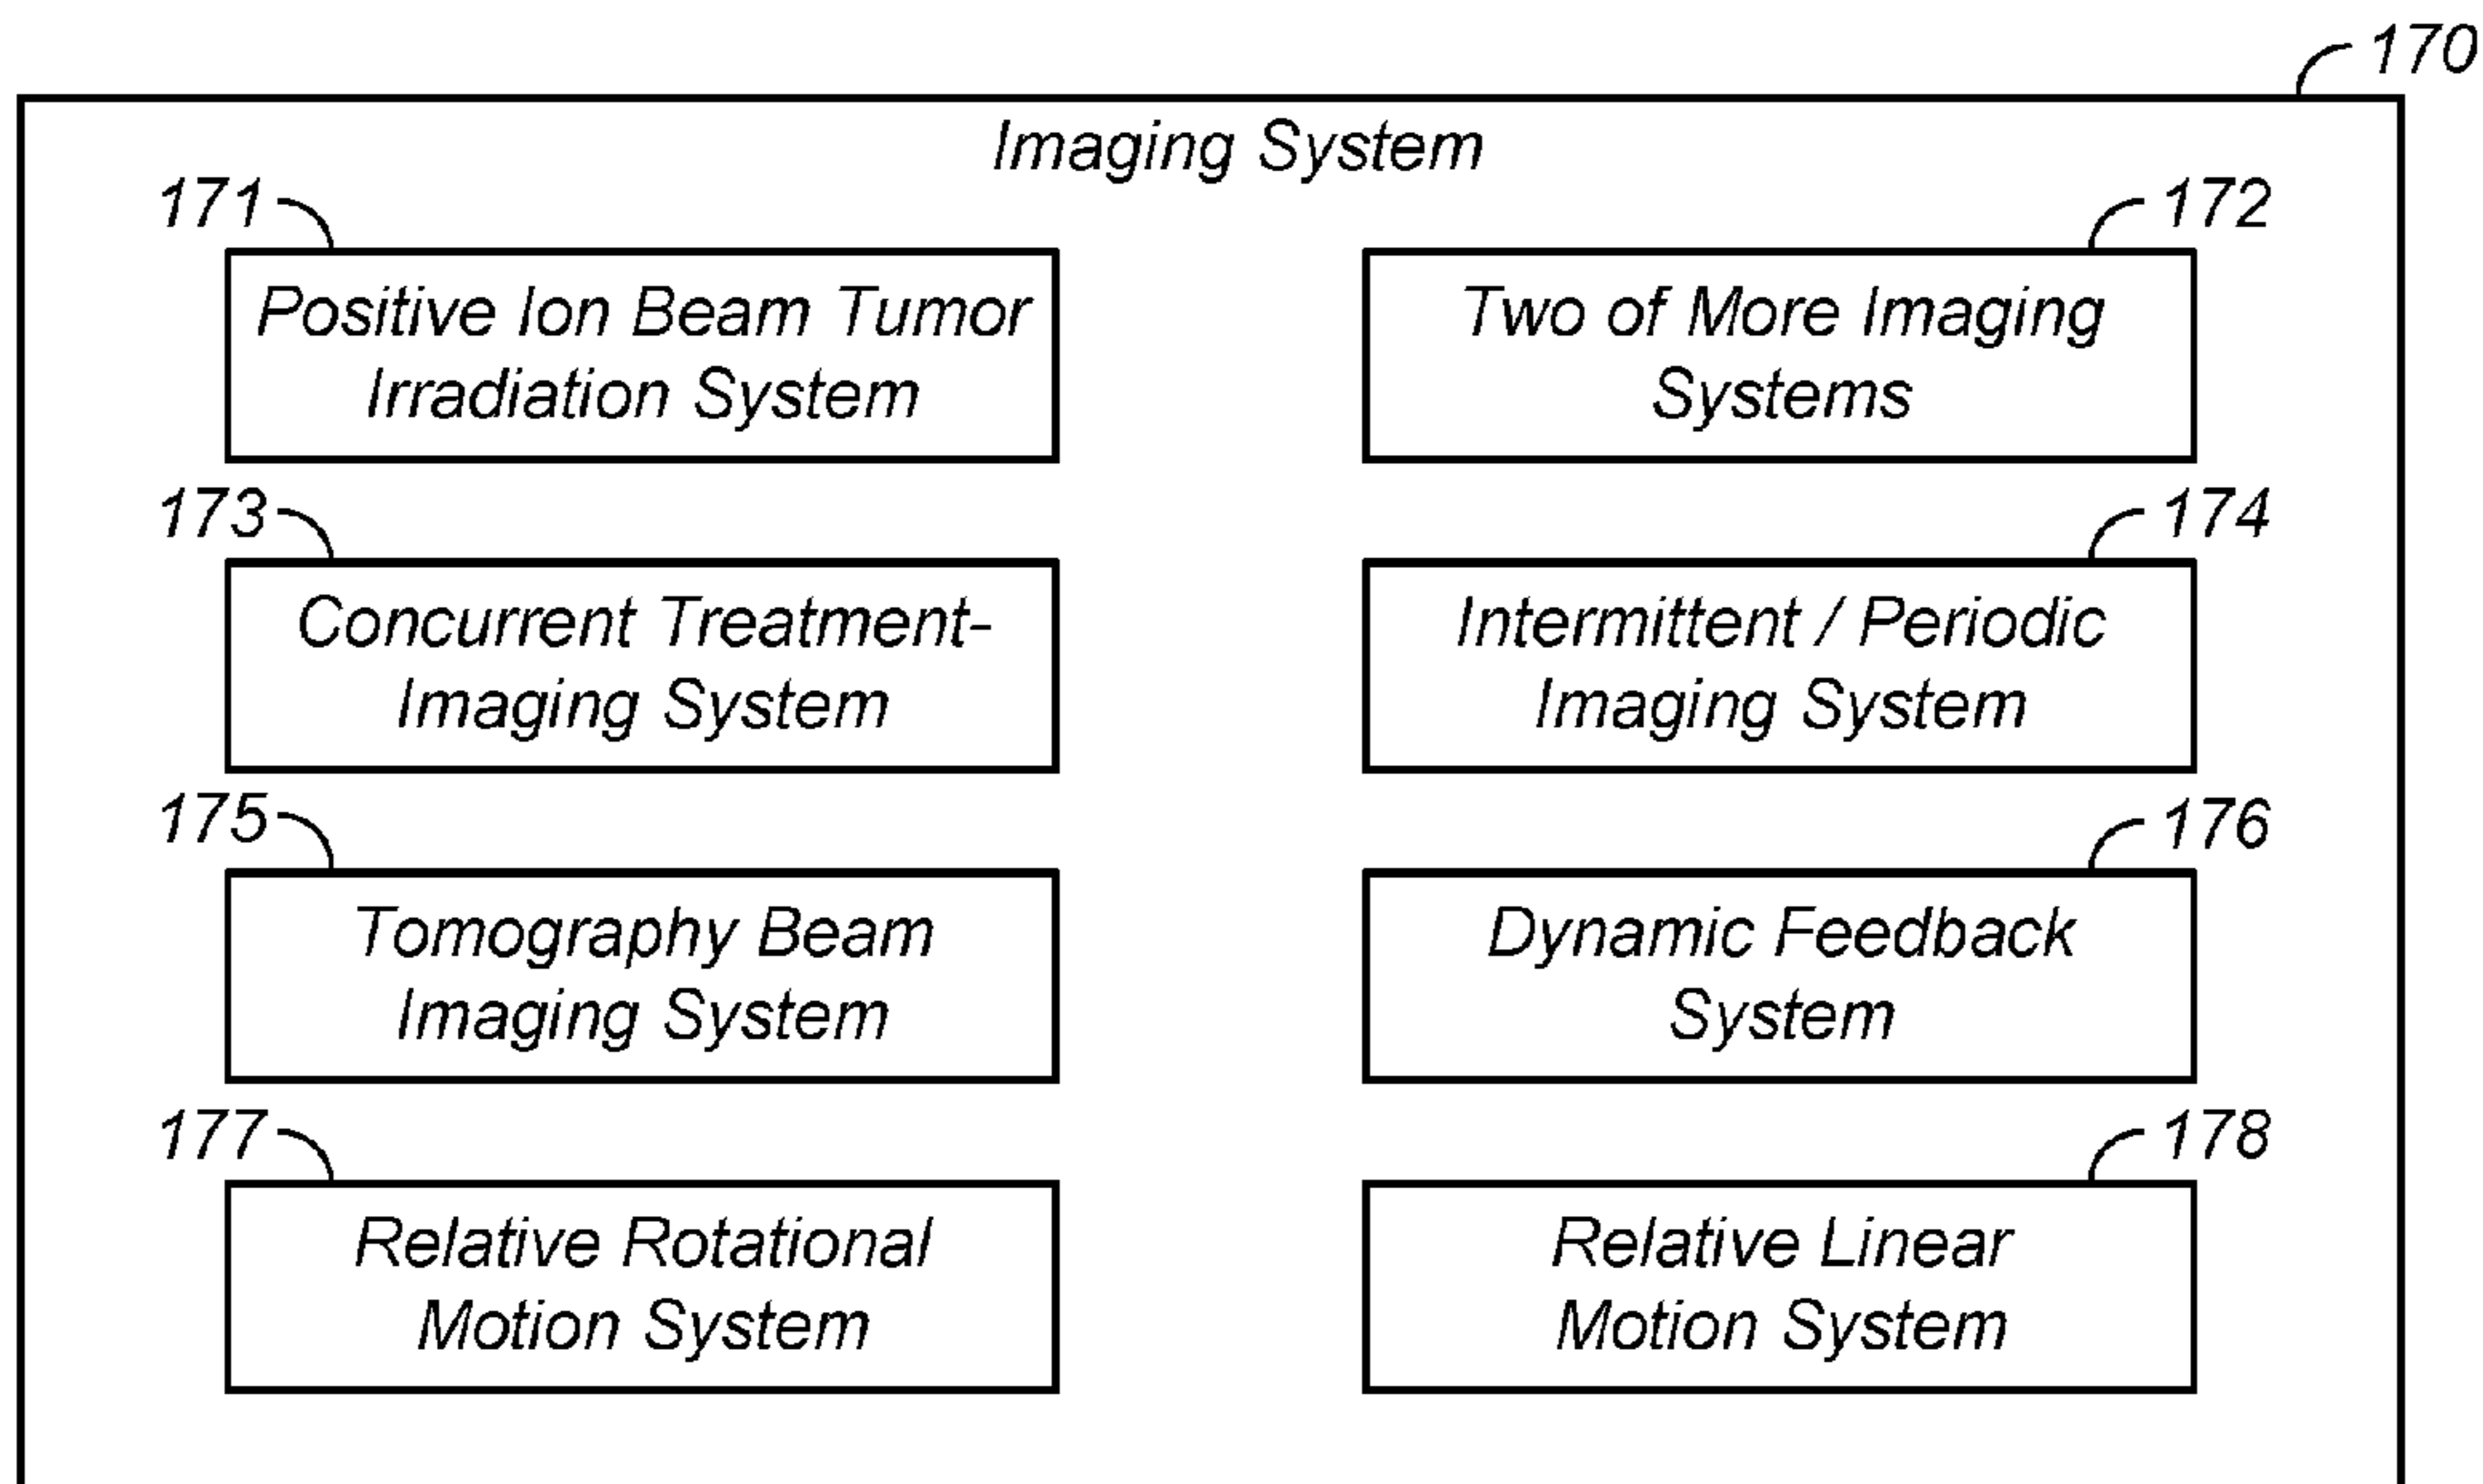 170
Imaging System
171
172
Positive Ion Beam Tumor
Irradiation System
Two of More Imaging
Systems
173
174
Concurrent Treatment-
Imaging System
Intermittent / Periodic
Imaging System
175
176
Tomography Beam
Imaging System
Dynamic Feedback
System
177
178
Relative Rotational
Motion System
Relative Linear
Motion System